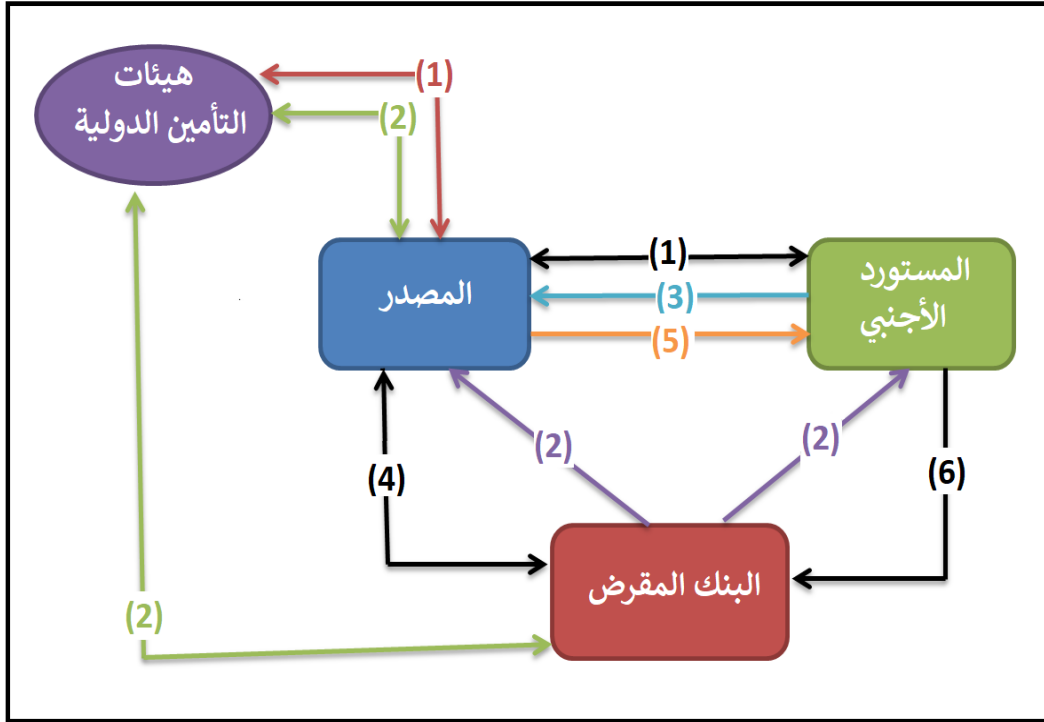 هيئات
التأمين الدولية
(1)
(2)
المصدر
(1)
(3)
(5)
المستورد
الأجنبي
(2)
(2)
(4)
(6)
البنك المقرض
(2)